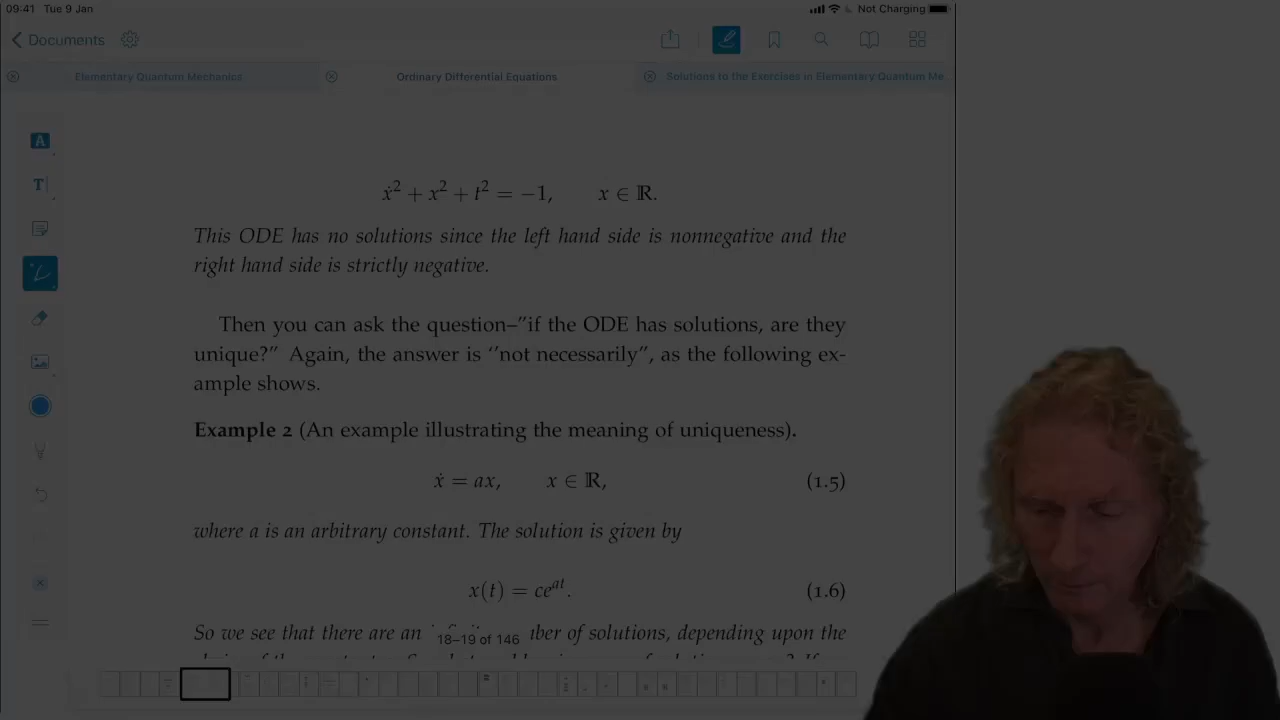 09:41 Tue 9 Jan
Not Charging
Documents
Elementary Quantum Mechanics
Ordinary Differential Equations
Solutions to the Exercises in Elementary Quantum Me...
A
T
ẋ² + x² + t² = −1, x ∈ ℝ.
This ODE has no solutions since the left hand side is nonnegative and the
right hand side is strictly negative.
Then you can ask the question–"if the ODE has solutions, are they
unique?" Again, the answer is ‘'not necessarily", as the following ex-
ample shows.
Example 2 (An example illustrating the meaning of uniqueness).
ẋ = ax, x ∈ ℝ, (1.5)
where a is an arbitrary constant. The solution is given by
x(t) = ce^{at}. (1.6)
So we see that there are an ber of solutions, depending upon the
18–19 of 146